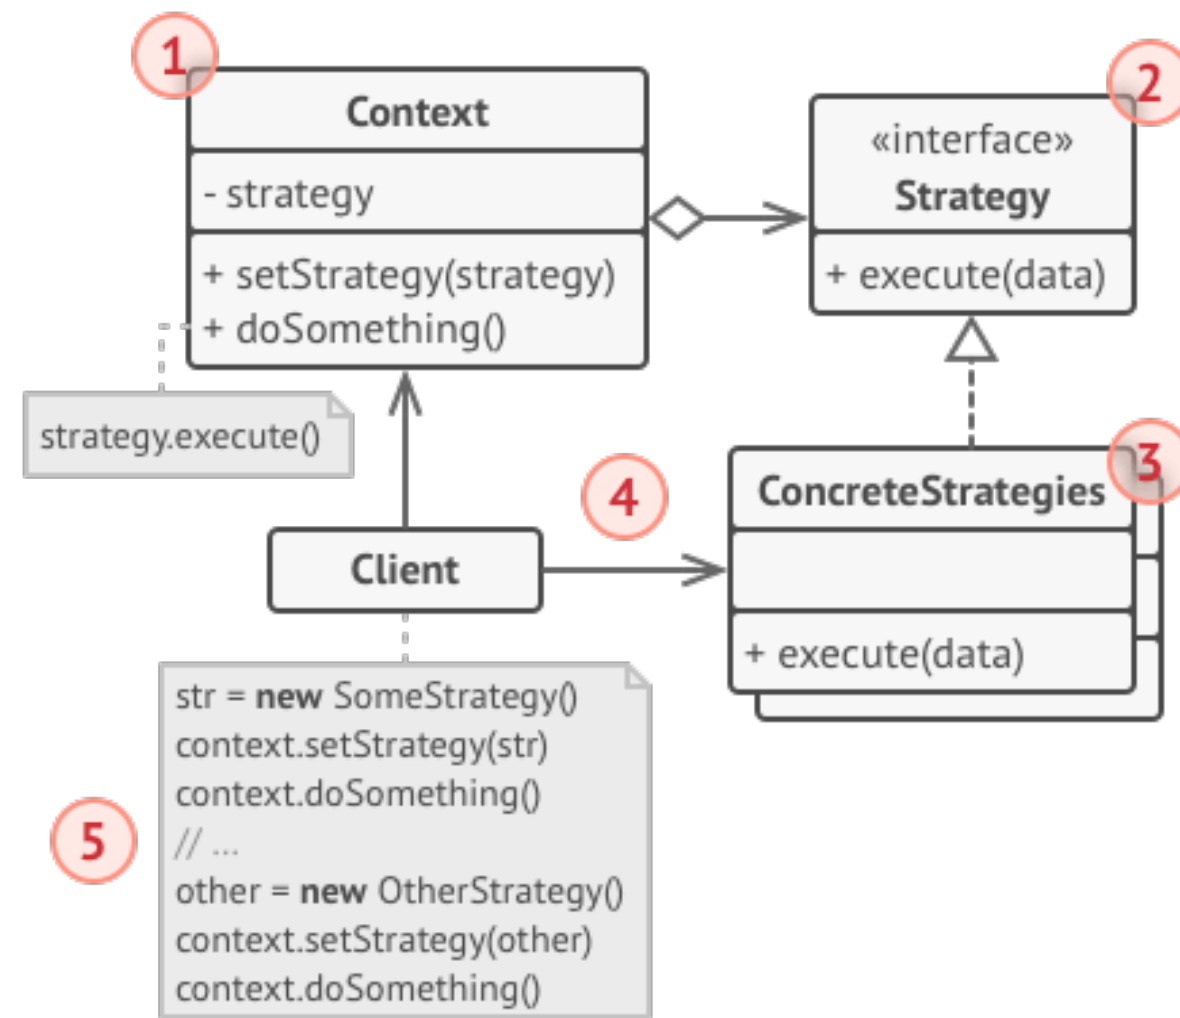 1
Context
- strategy
+ setStrategy(strategy)
+ doSomething()
strategy.execute()
2
«interface»
Strategy
+ execute(data)
3
ConcreteStrategies
+ execute(data)
4
Client
5
str = new SomeStrategy()
context.setStrategy(str)
context.doSomething()
// ...
other = new OtherStrategy()
context.setStrategy(other)
context.doSomething()